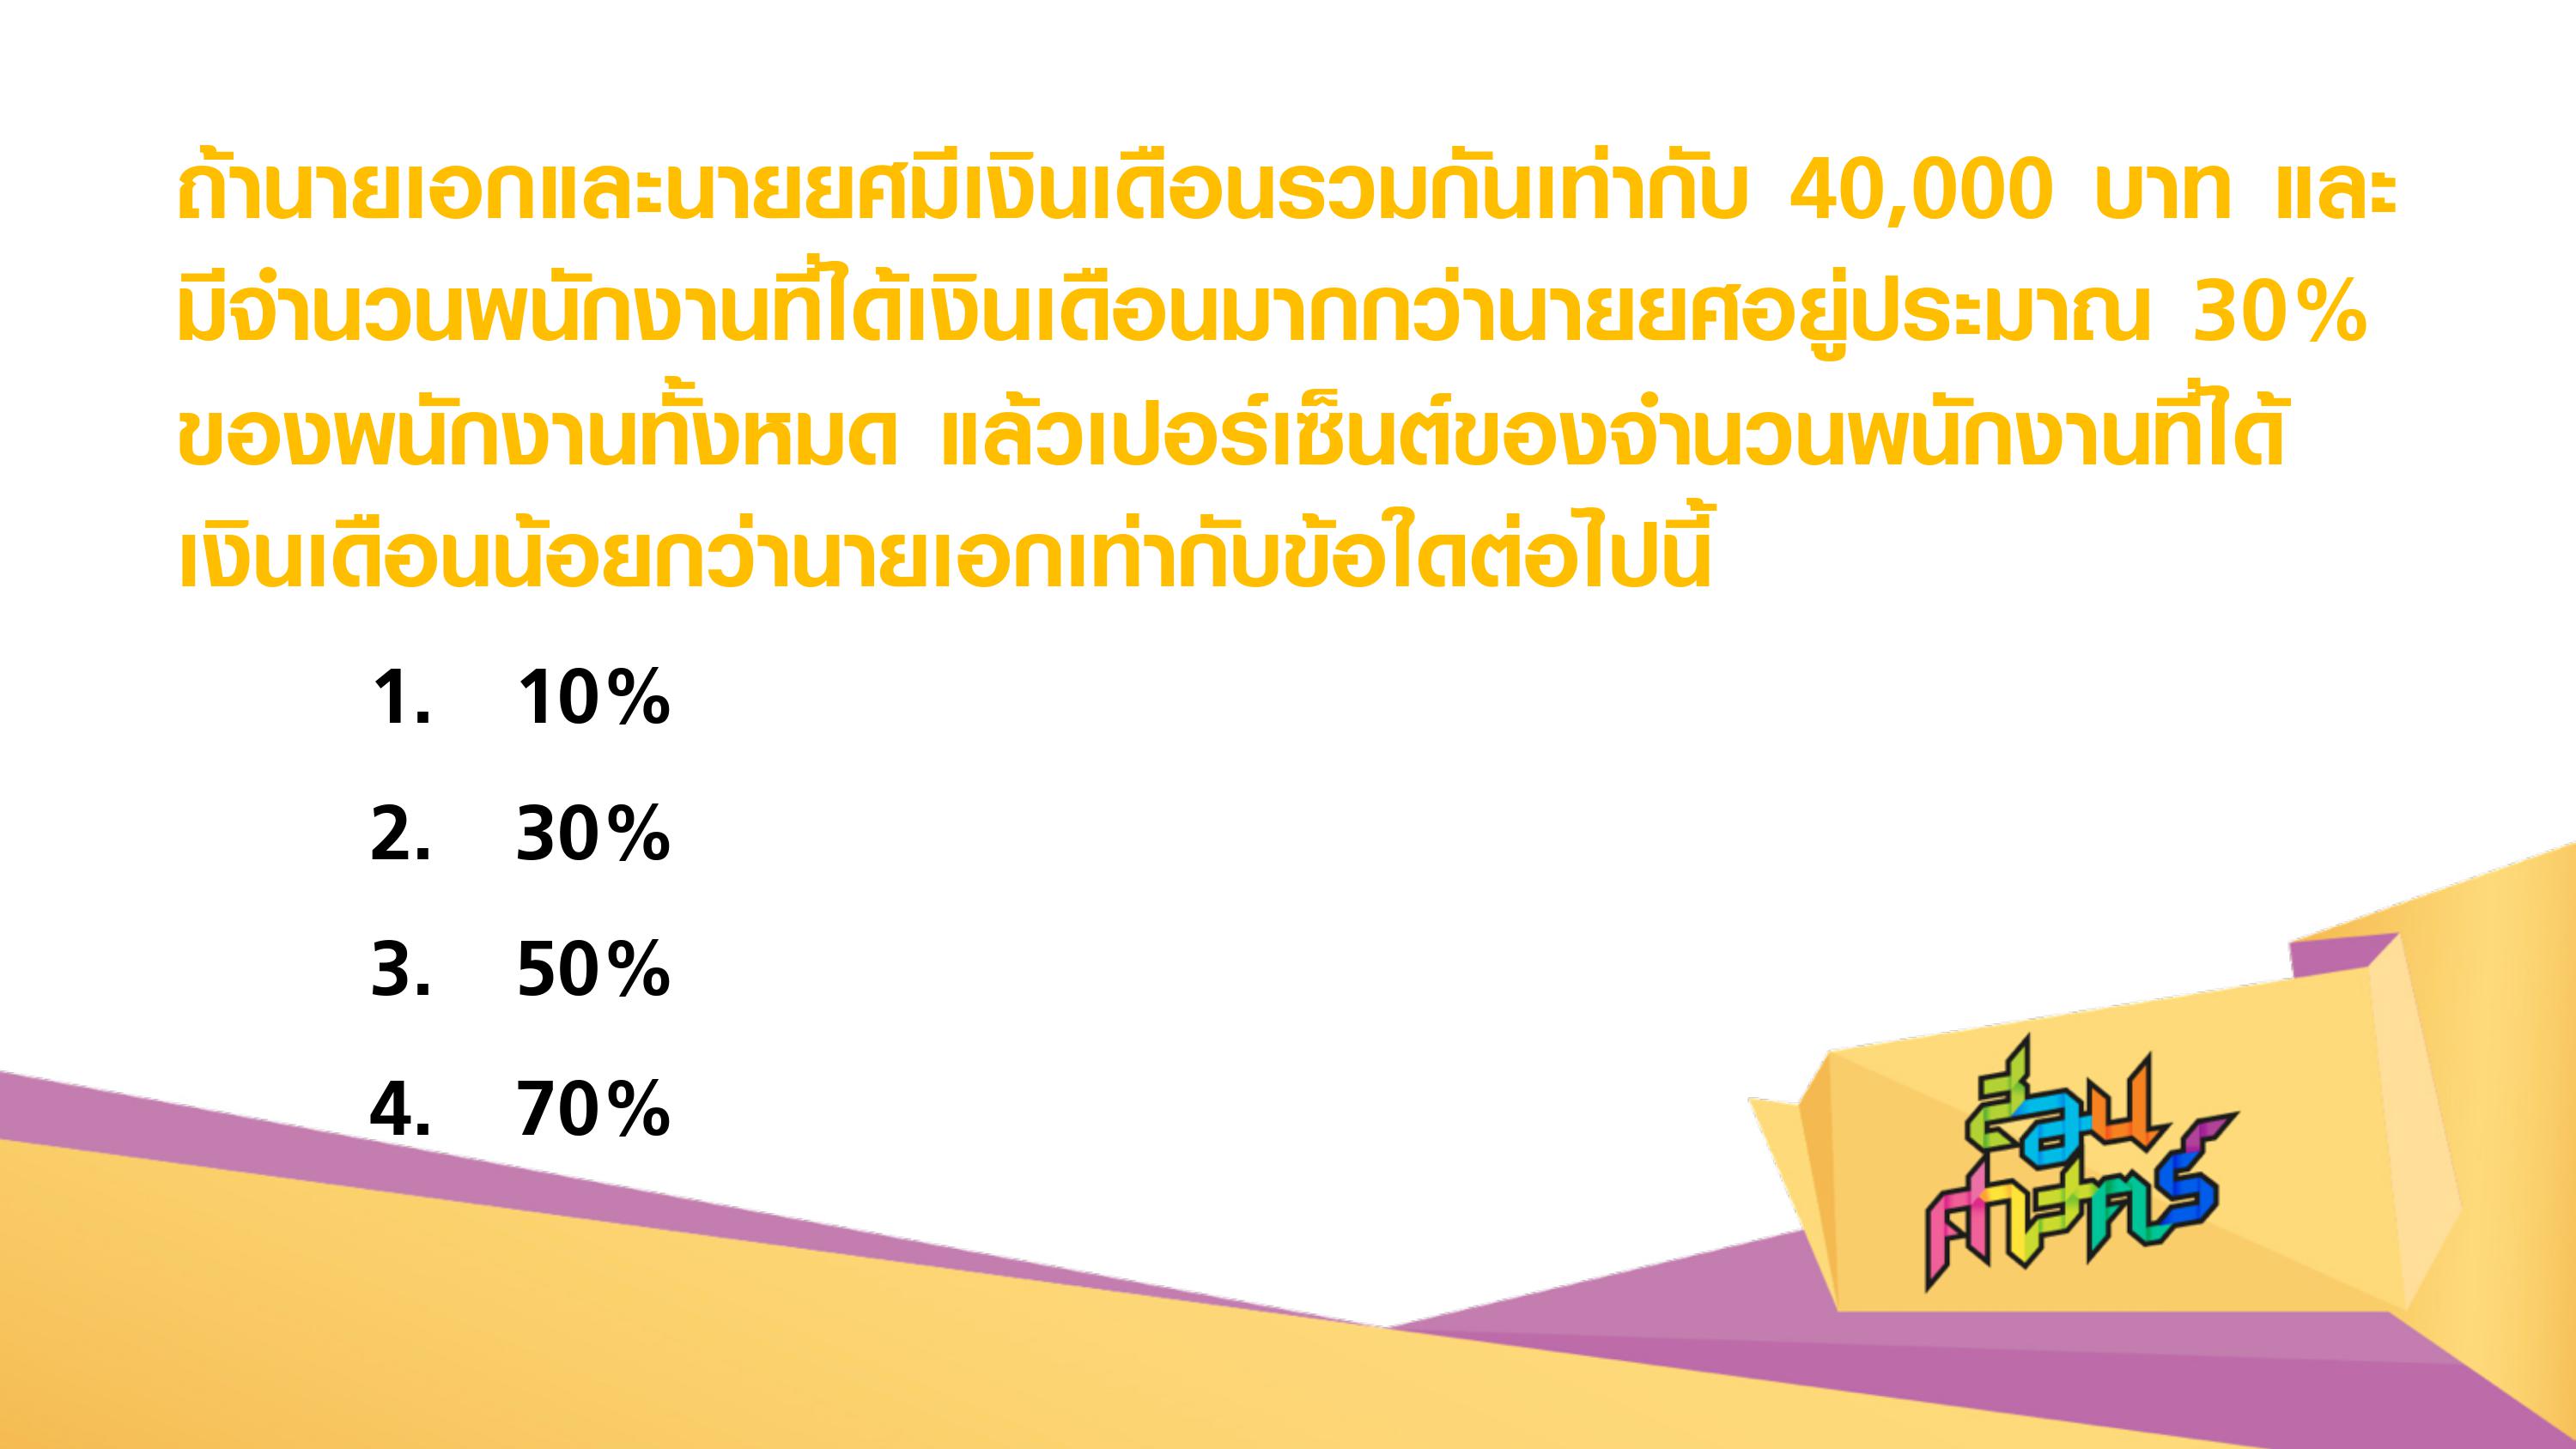 ถ้านายเอกและนายยศมีเงินเดือนรวมกันเท่ากับ 40,000 บาท และ
มีจำนวนพนักงานที่ได้เงินเดือนมากกว่านายยศอยู่ประมาณ 30%
ของพนักงานทั้งหมด แล้วเปอร์เซ็นต์ของจำนวนพนักงานที่ได้
เงินเดือนน้อยกว่านายเอกเท่ากับข้อใดต่อไปนี้
1. 10%
2. 30%
3. 50%
4. 70%
สอน
ศาสตร์